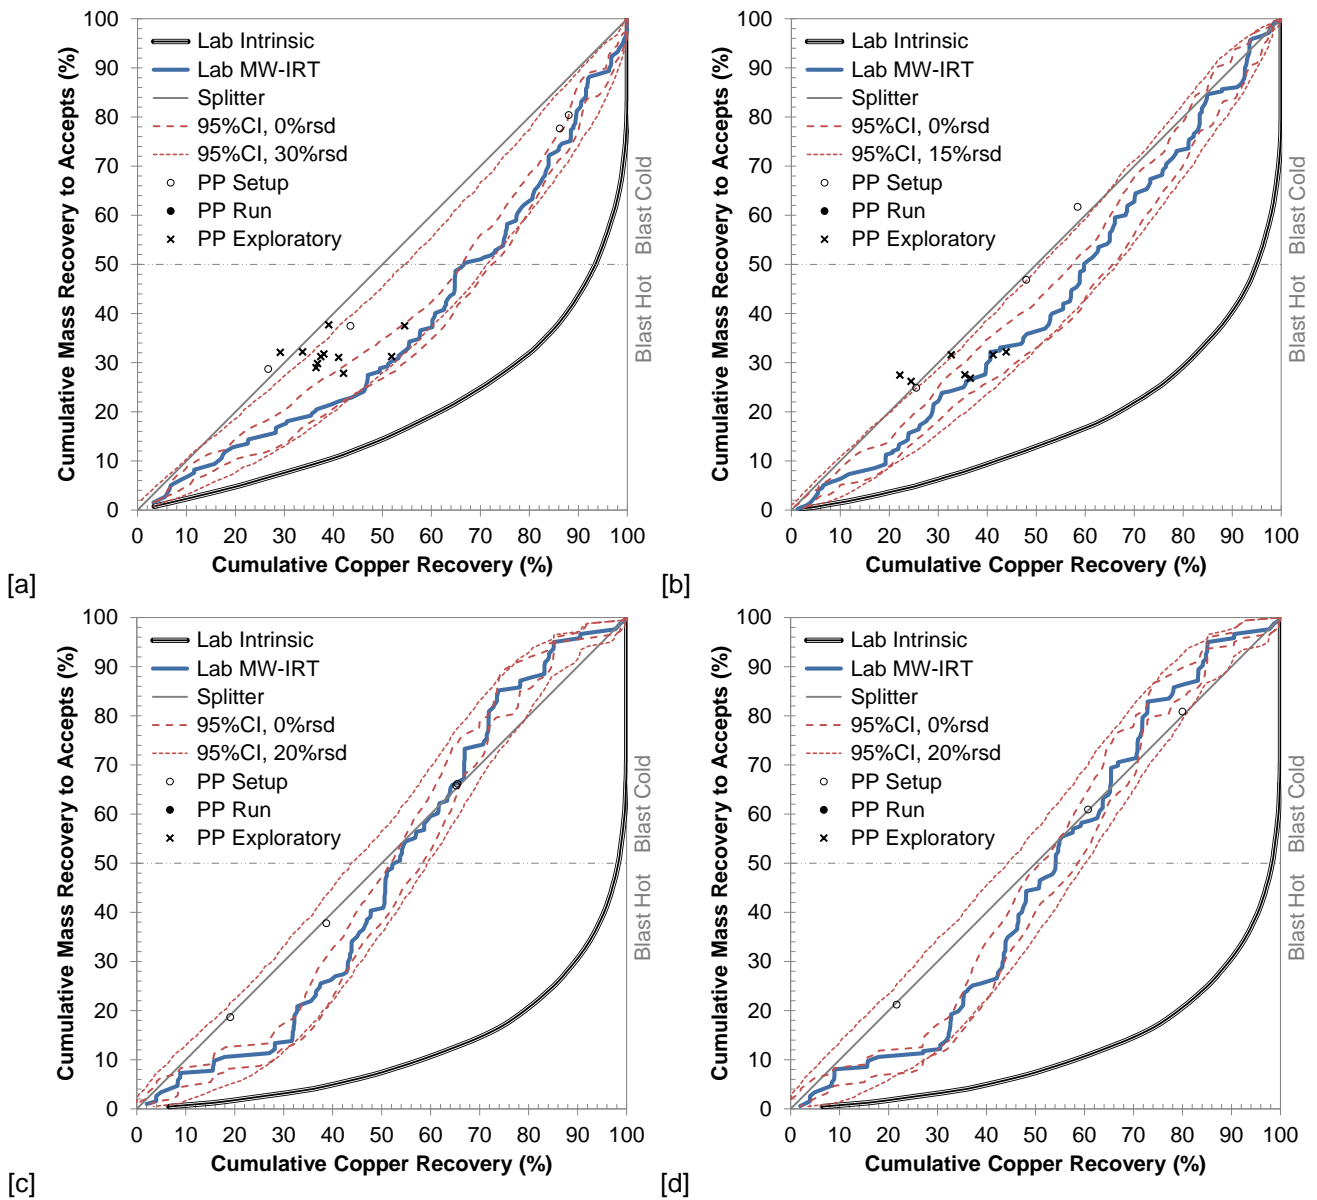 100
90
80
70
60
50
40
30
20
10
0
Cumulative Mass Recovery to Accepts (%)
Lab Intrinsic
Lab MW-IRT
Splitter
95%CI, 0%rsd
95%CI, 30%rsd
PP Setup
PP Run
PP Exploratory
Blast Hot Blast Cold
0 10 20 30 40 50 60 70 80 90 100
Cumulative Copper Recovery (%)
[a]
100
90
80
70
60
50
40
30
20
10
0
Cumulative Mass Recovery to Accepts (%)
Lab Intrinsic
Lab MW-IRT
Splitter
95%CI, 0%rsd
95%CI, 15%rsd
PP Setup
PP Run
PP Exploratory
Blast Hot Blast Cold
0 10 20 30 40 50 60 70 80 90 100
Cumulative Copper Recovery (%)
[b]
100
90
80
70
60
50
40
30
20
10
0
Cumulative Mass Recovery to Accepts (%)
Lab Intrinsic
Lab MW-IRT
Splitter
95%CI, 0%rsd
95%CI, 20%rsd
PP Setup
PP Run
PP Exploratory
Blast Hot Blast Cold
0 10 20 30 40 50 60 70 80 90 100
Cumulative Copper Recovery (%)
[c]
100
90
80
70
60
50
40
30
20
10
0
Cumulative Mass Recovery to Accepts (%)
Lab Intrinsic
Lab MW-IRT
Splitter
95%CI, 0%rsd
95%CI, 20%rsd
PP Setup
PP Run
PP Exploratory
Blast Hot Blast Cold
0 10 20 30 40 50 60 70 80 90 100
Cumulative Copper Recovery (%)
[d]